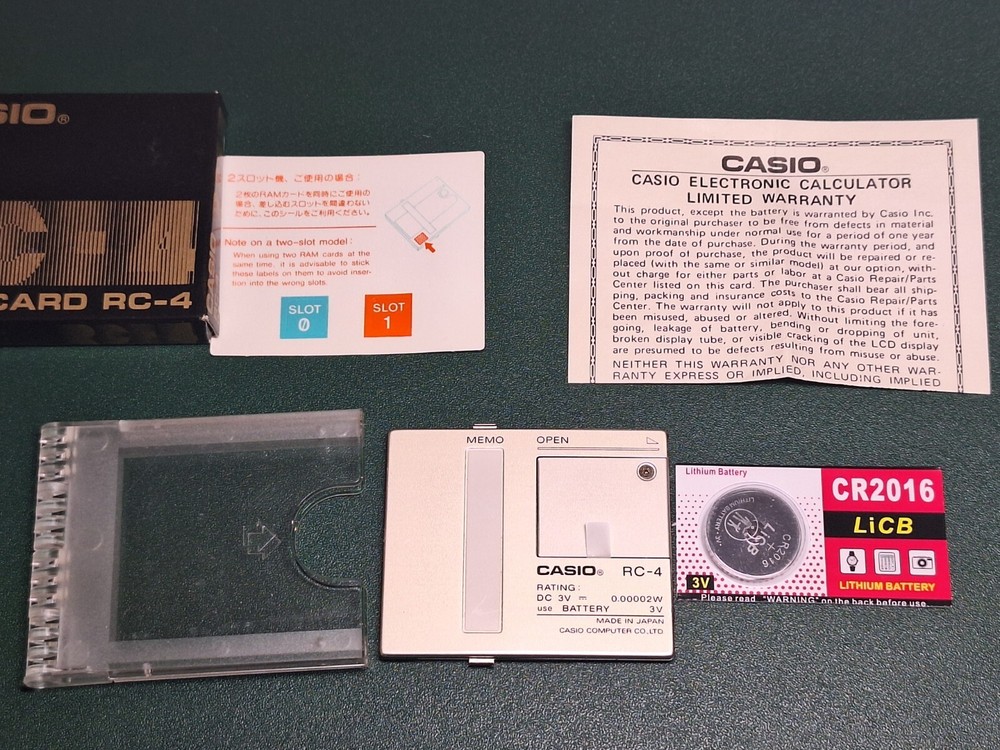 SIO®
C-4
CARD RC-4
2スロット機、ご使用の場合:
2枚のRAMカードを同時にご使用の
場合、差し込むスロットを間違わない
ために、このシールをご利用ください。
Note on a two-slot model:
When using two RAM cards at the
same time, it is advisable to stick
these labels on them to avoid inser-
tion into the wrong slots.
SLOT
0
SLOT
1
CASIO®
CASIO ELECTRONIC CALCULATOR
LIMITED WARRANTY
This product, except the battery is warranted by Casio Inc.
to the original purchaser to be free from defects in material
and workmanship under normal use for a period of one year
from the date of purchase. During the warranty period, and
upon proof of purchase, the product will be repaired or re-
placed (with the same or similar model) at our option, with-
out charge for either parts or labor at a Casio Repair/Parts
Center listed on this card. The purchaser shall bear all ship-
ping, packing and insurance costs to the Casio Repair/Parts
Center. The warranty will not apply to this product if it has
been misused, abused or altered. Without limiting the fore-
going, leakage of battery, bending or dropping of unit,
broken display tube, or visible cracking of the LCD display
are presumed to be defects resulting from misuse or abuse.
NEITHER THIS WARRANTY NOR ANY OTHER WAR-
RANTY EXPRESS OR IMPLIED, INCLUDING IMPLIED
MEMO
OPEN
CASIO® RC-4
RATING:
DC 3V ⎓ 0.00002W
use BATTERY 3V
MADE IN JAPAN
CASIO COMPUTER CO.,LTD
Lithium Battery
CR2016
LiCB
LITHIUM BATTERY
3V
Please read "WARNING" on the back before use.
LITHIUM BATTERY
CR2016